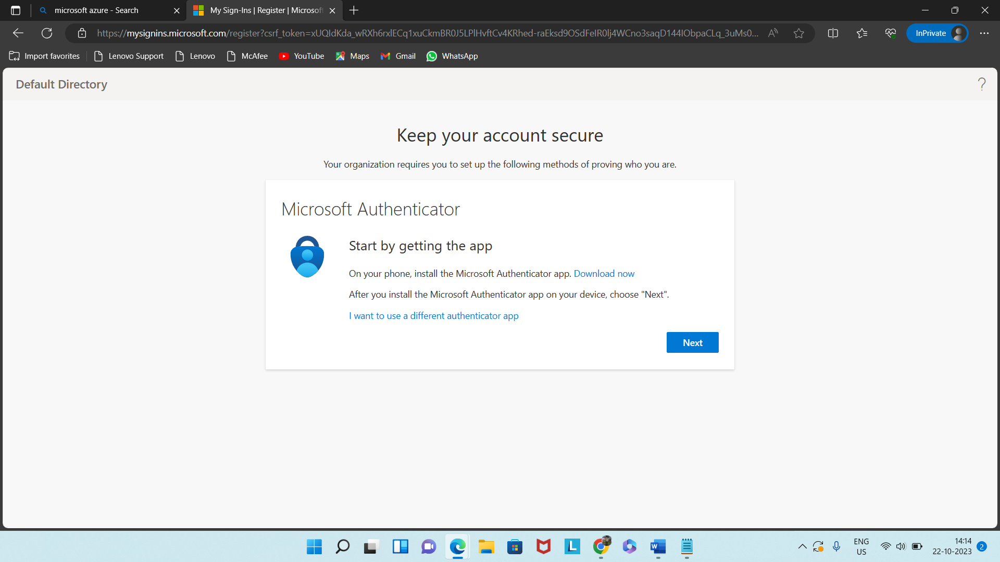 microsoft azure - Search
My Sign-Ins | Register | Microsoft
https://mysignins.microsoft.com/register?csrf_token=xUQIdKda_wRXh6rxlECq1xuCkmBR0J5LPlHvftCv4KRhed-raEksd9OSdFeIR0lj4WCno3saqD144IObpaCLq_3uMs0...
InPrivate
Import favorites
Lenovo Support
Lenovo
McAfee
YouTube
Maps
Gmail
WhatsApp
Default Directory
?
Keep your account secure
Your organization requires you to set up the following methods of proving who you are.
Microsoft Authenticator
Start by getting the app
On your phone, install the Microsoft Authenticator app. Download now
After you install the Microsoft Authenticator app on your device, choose "Next".
I want to use a different authenticator app
Next
ENG
US
14:14
22-10-2023
2